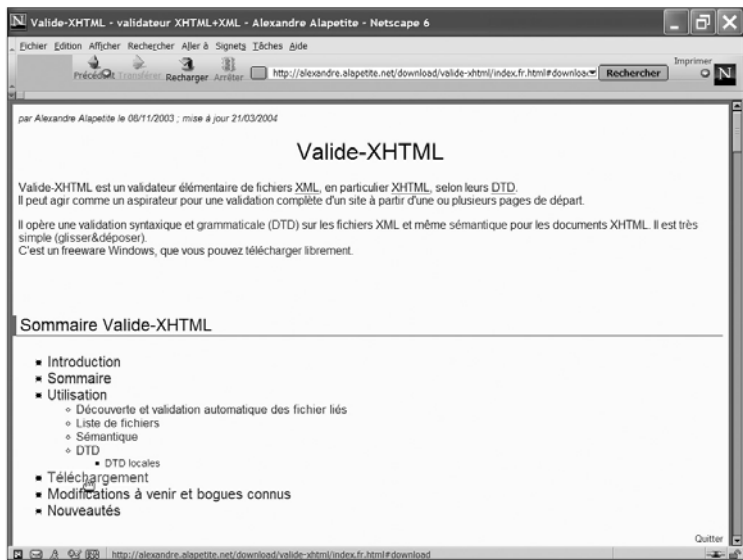 Valide-XHTML - validateur XHTML+XML - Alexandre Alapetite - Netscape 6
Fichier Edition Afficher Rechercher Aller à Signets Tâches Aide
Précédent Transférer Recharger Arrêter http://alexandre.alapetite.net/download/valide-xhtml/index.fr.html#downloa Rechercher Imprimer N
par Alexandre Alapetite le 08/11/2003 ; mise à jour 21/03/2004
Valide-XHTML
Valide-XHTML est un validateur élémentaire de fichiers XML, en particulier XHTML, selon leurs DTD.
Il peut agir comme un aspirateur pour une validation complète d'un site à partir d'une ou plusieurs pages de départ.
Il opère une validation syntaxique et grammaticale (DTD) sur les fichiers XML et même sémantique pour les documents XHTML. Il est très
simple (glisser&déposer).
C'est un freeware Windows, que vous pouvez télécharger librement.
Sommaire Valide-XHTML
Introduction
Sommaire
Utilisation
Découverte et validation automatique des fichier liés
Liste de fichiers
Sémantique
DTD
DTD locales
Téléchargement
Modifications à venir et bogues connus
Nouveautés
Quitter
http://alexandre.alapetite.net/download/valide-xhtml/index.fr.html#download